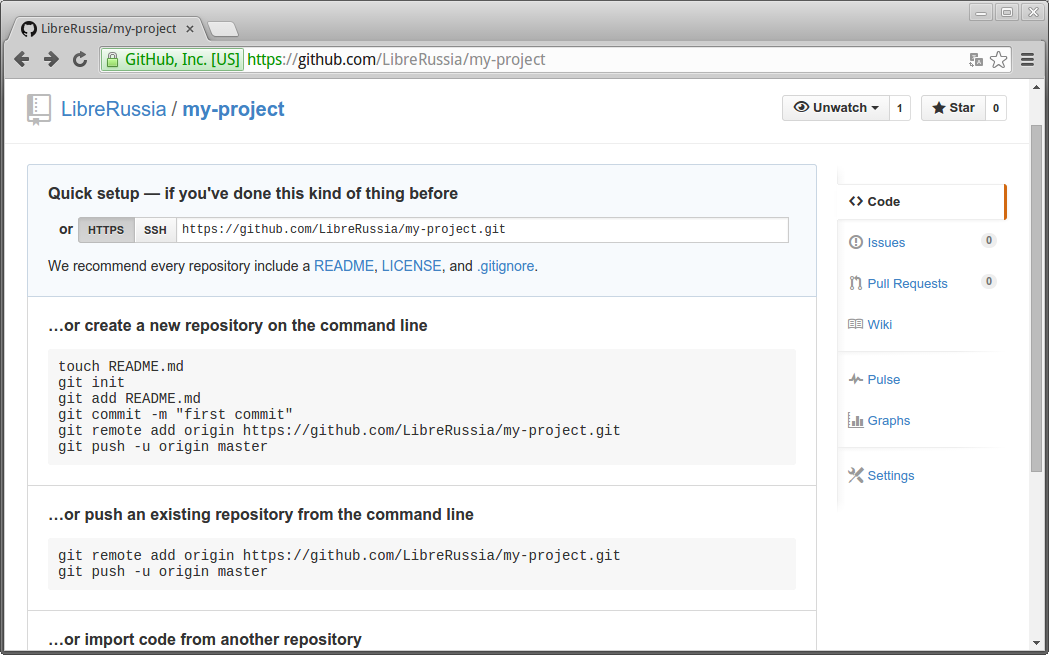 LibreRussia/my-project
GitHub, Inc. [US] https://github.com/LibreRussia/my-project
LibreRussia / my-project
Unwatch 1 Star 0
Quick setup — if you've done this kind of thing before
or HTTPS SSH https://github.com/LibreRussia/my-project.git
We recommend every repository include a README, LICENSE, and .gitignore.
…or create a new repository on the command line
touch README.md
git init
git add README.md
git commit -m "first commit"
git remote add origin https://github.com/LibreRussia/my-project.git
git push -u origin master
…or push an existing repository from the command line
git remote add origin https://github.com/LibreRussia/my-project.git
git push -u origin master
…or import code from another repository
Code
Issues 0
Pull Requests 0
Wiki
Pulse
Graphs
Settings